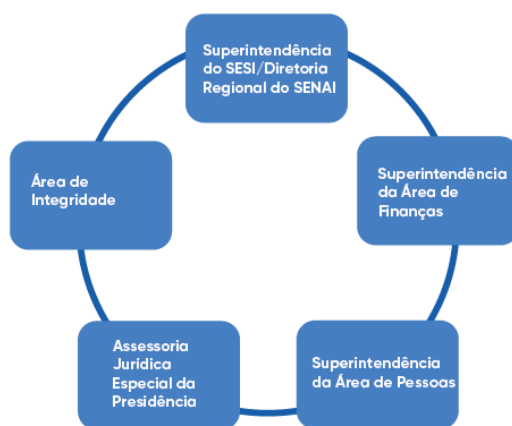 Superintendência
do SESI/Diretoria
Regional do SENAI
Área de
Integridade
Superintendência
da Área de
Finanças
Assessoria
Jurídica
Especial da
Presidência
Superintendência
da Área de Pessoas